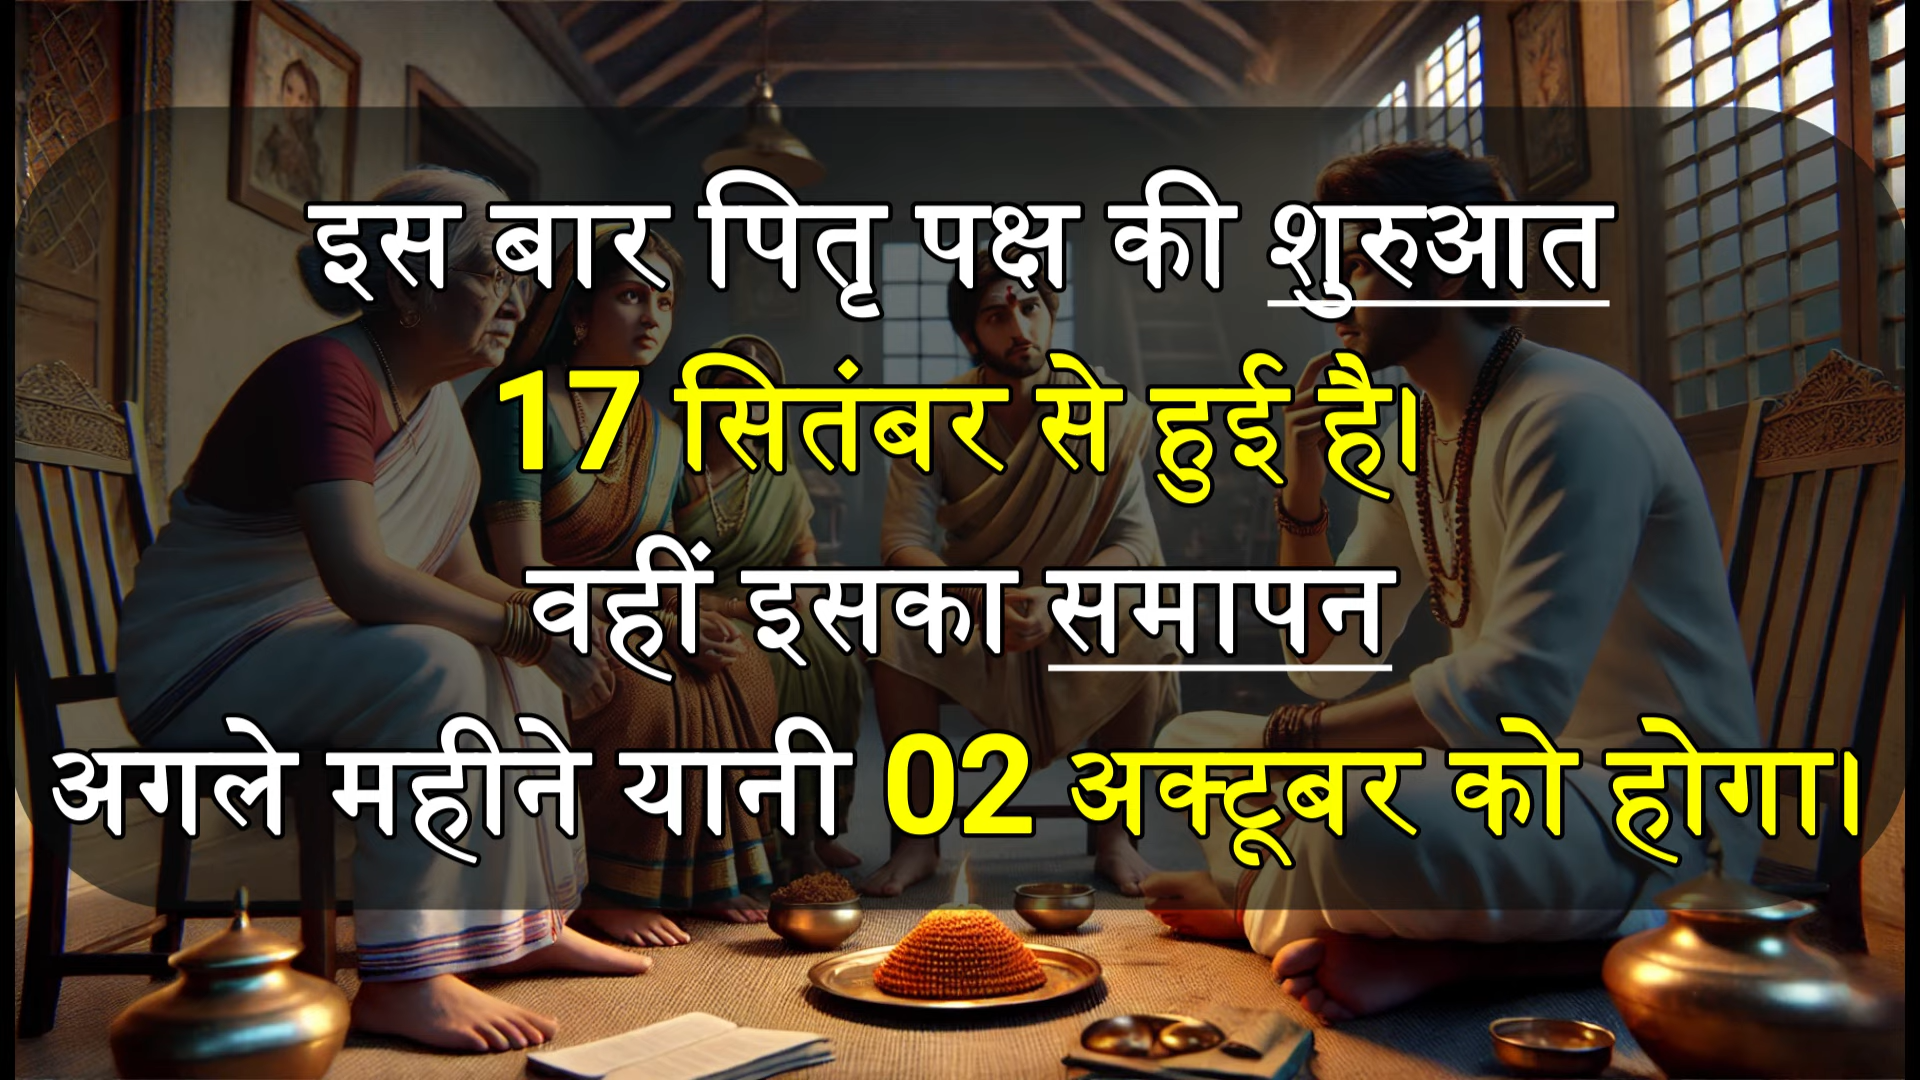 इस बार पितृ पक्ष की शुरुआत
17 सितंबर से हुई है।
वहीं इसका समापन
अगले महीने यानी 02 अक्टूबर को होगा।